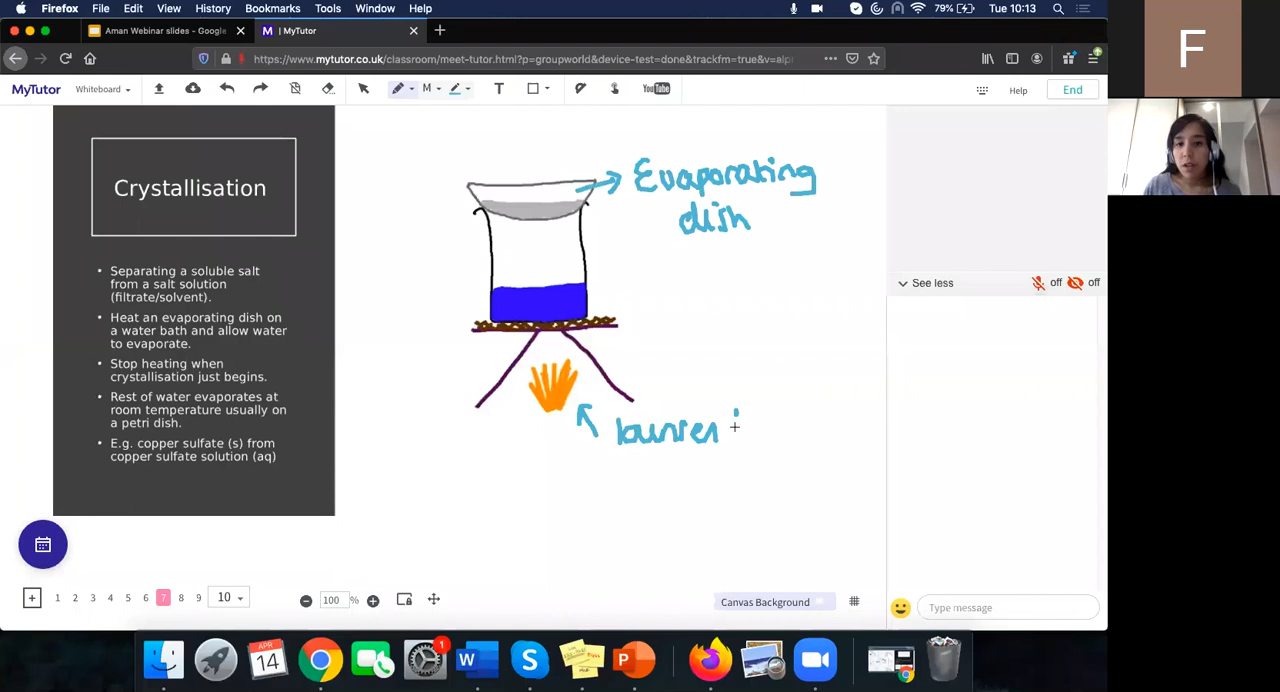 Firefox File Edit View History Bookmarks Tools Window Help 79% Tue 10:13
Aman Webinar slides - Google
M | MyTutor
https://www.mytutor.co.uk/classroom/meet-tutor.html?p=groupworld&device-test=done&trackfm=true&v=alpr
MyTutor Whiteboard M T YouTube Help End
Crystallisation
• Separating a soluble salt
from a salt solution
(filtrate/solvent).
• Heat an evaporating dish on
a water bath and allow water
to evaporate.
• Stop heating when
crystallisation just begins.
• Rest of water evaporates at
room temperature usually on
a petri dish.
• E.g. copper sulfate (s) from
copper sulfate solution (aq)
Evaporating
dish
bunsen
See less off off
1 2 3 4 5 6 7 8 9 10
100 %
Canvas Background
Type message
F
APR
14
1
W
S
P